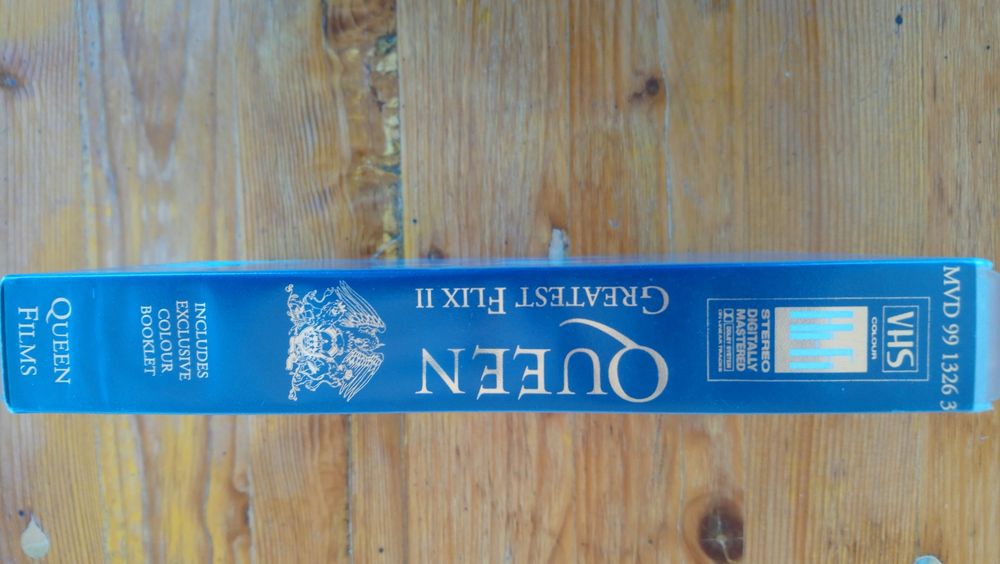 MVD 99 1326 3
VHS
COLOUR
PMI
STEREO
DIGITALLY
MASTERED
QUEEN
GREATEST FLIX II
INCLUDES
EXCLUSIVE
COLOUR
BOOKLET
QUEEN
FILMS